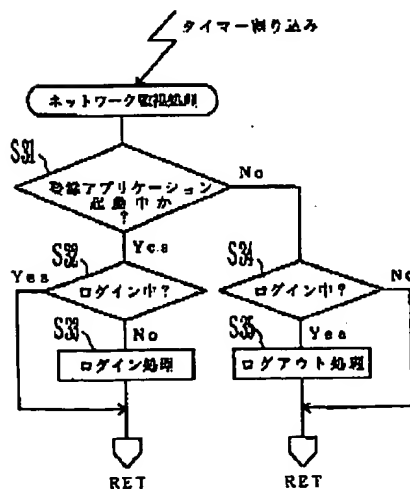 タイマー割り込み
ネットワーク監視処理
S31
登録アプリケーション
起動中か
?
No
Yes
S32
ログイン中?
Yes
No
S33
ログイン処理
S34
ログイン中?
No
Yes
S35
ログアウト処理
RET
RET